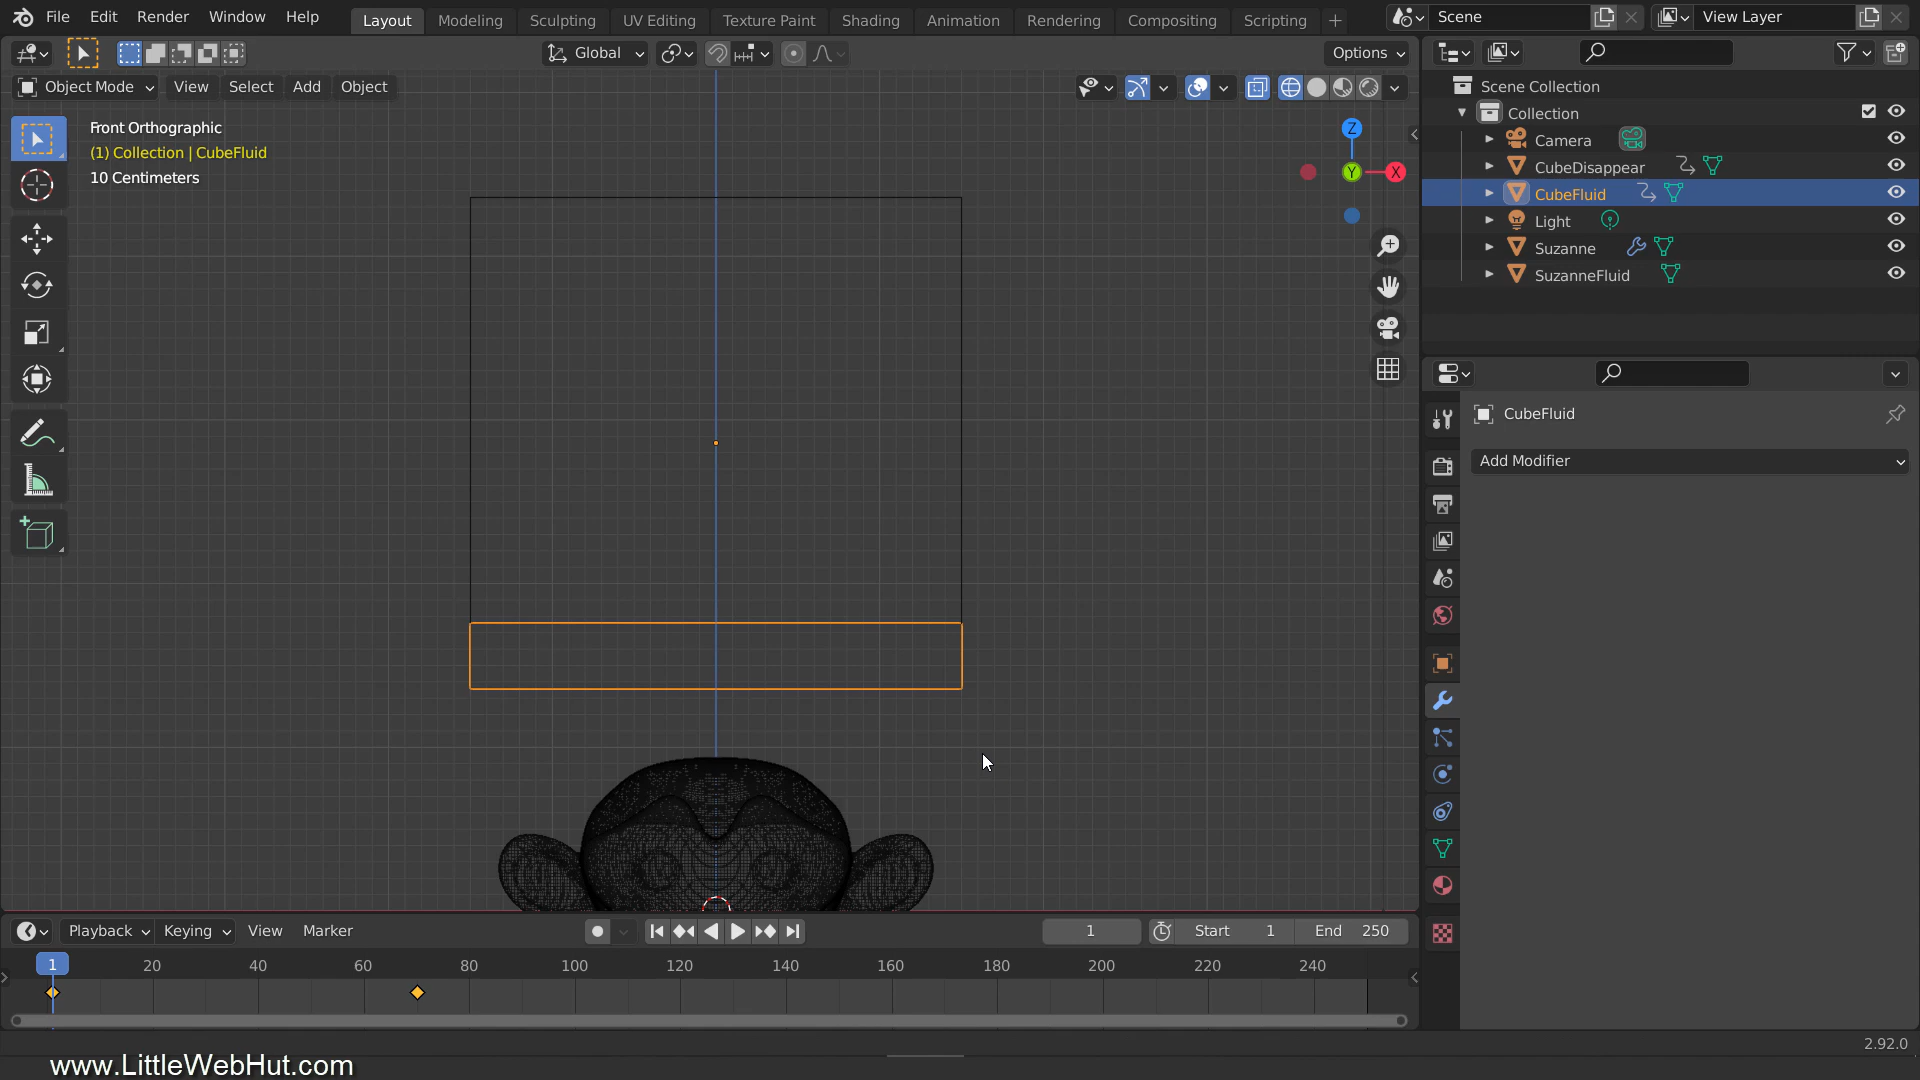 File Edit Render Window Help Layout Modeling Sculpting UV Editing Texture Paint Shading Animation Rendering Compositing Scripting + Scene View Layer
Global Options
Object Mode View Select Add Object
Front Orthographic
(1) Collection | CubeFluid
10 Centimeters
Z
Y
X
Scene Collection
Collection
Camera
CubeDisappear
CubeFluid
Light
Suzanne
SuzanneFluid
CubeFluid
Add Modifier
Playback Keying View Marker 1 Start 1 End 250
1 20 40 60 80 100 120 140 160 180 200 220 240
2.92.0
www.LittleWebHut.com